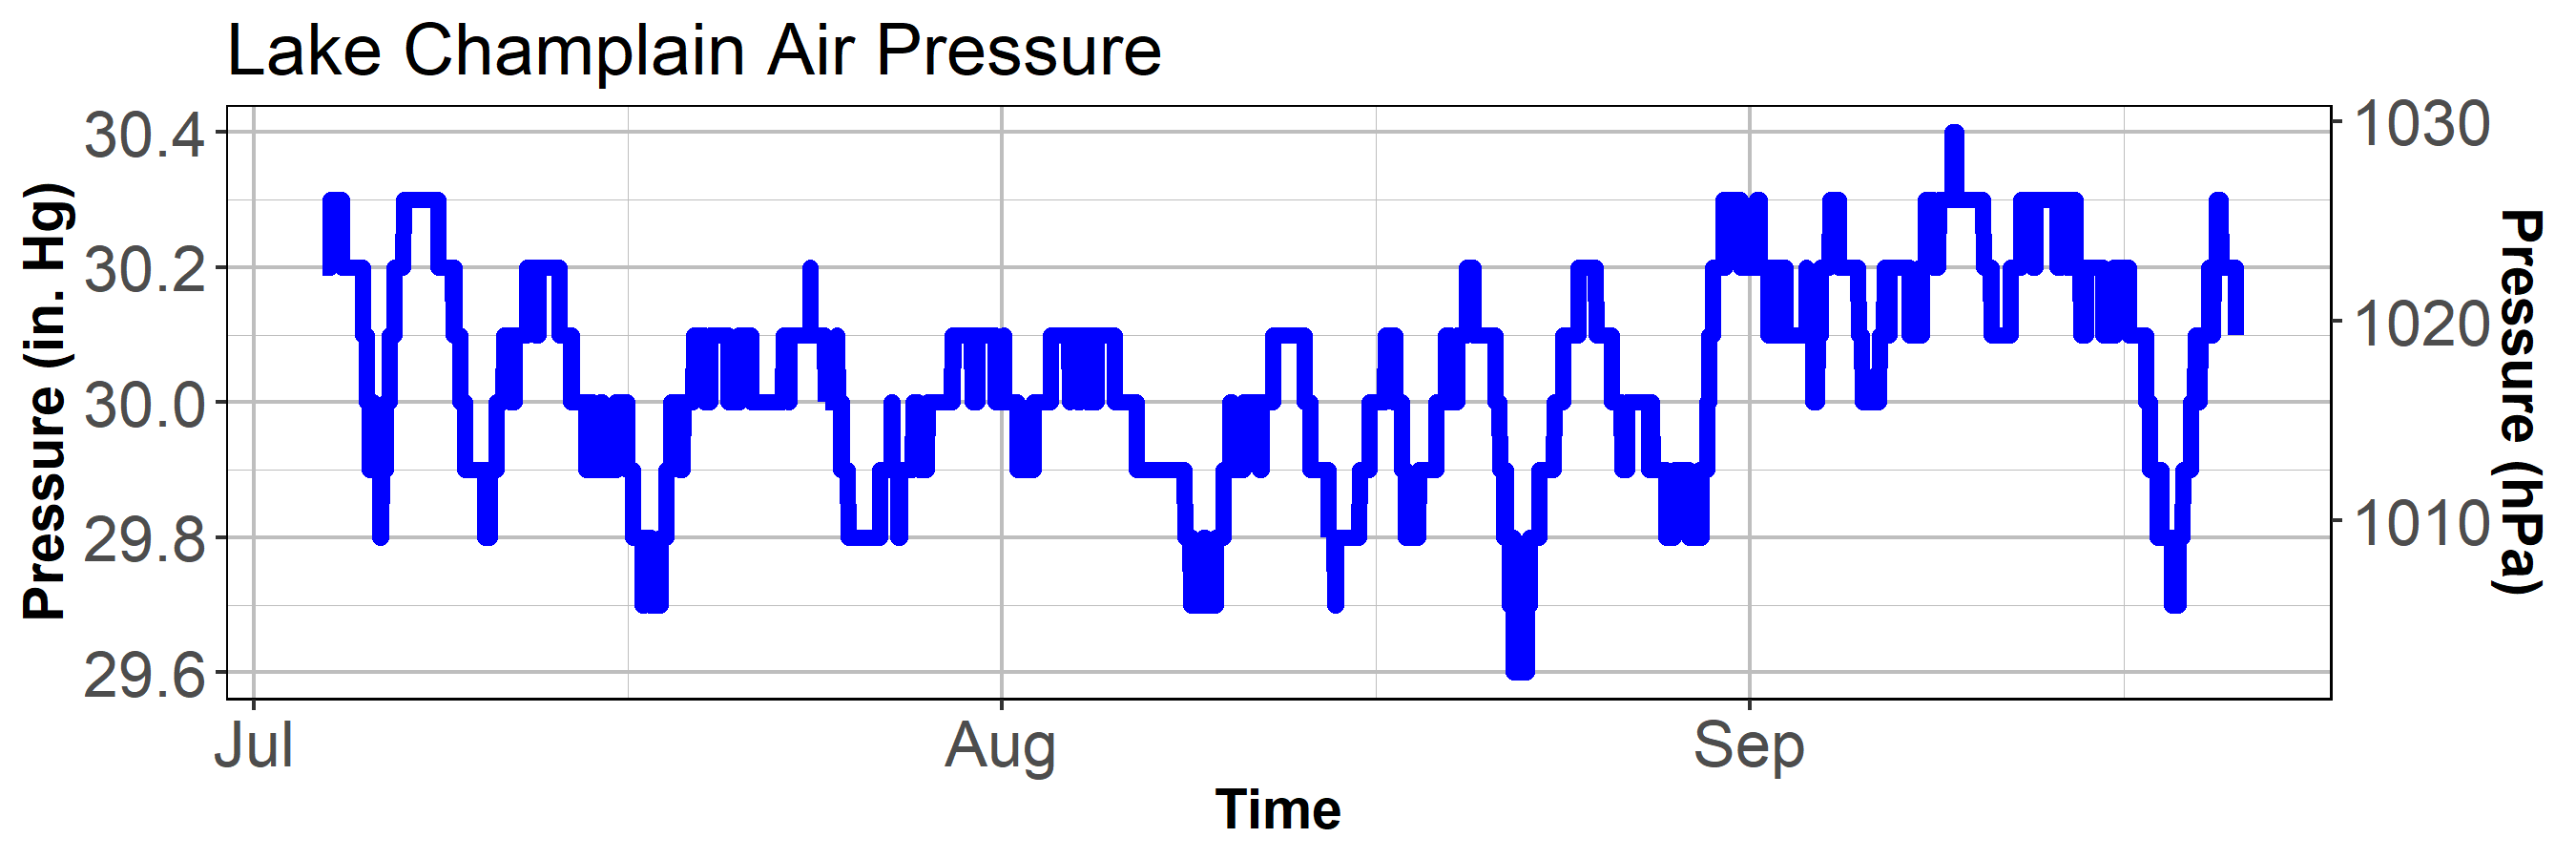 Lake Champlain Air Pressure
Pressure (in. Hg)
30.4
30.2
30.0
29.8
29.6
1030
1020
1010
Pressure (hPa)
Jul
Aug
Sep
Time